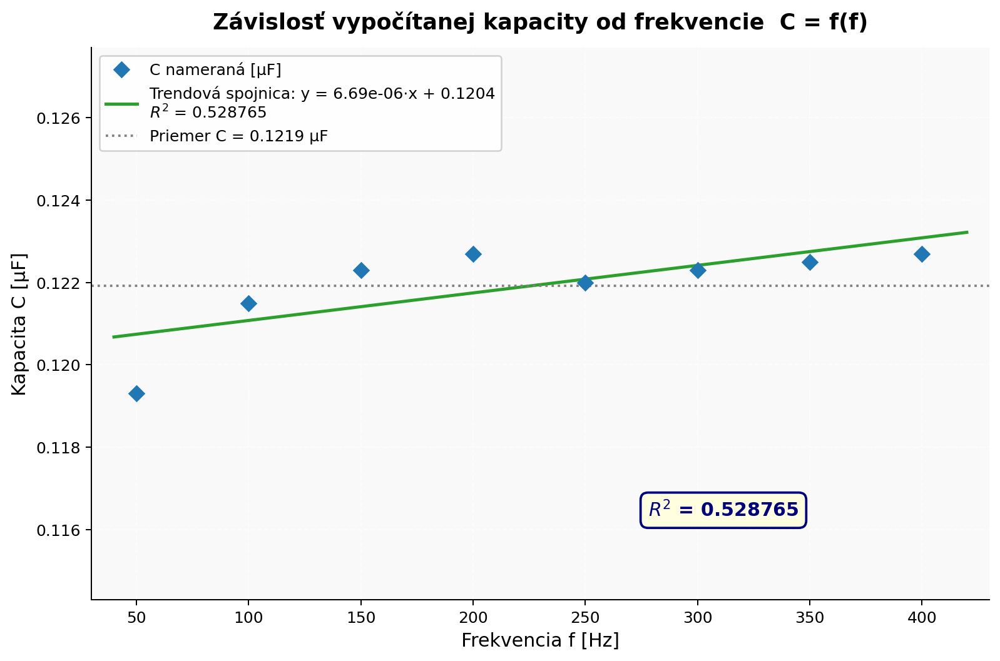 Závislosť vypočítanej kapacity od frekvencie  C = f(f)
C nameraná [µF]
Trendová spojnica: y = 6.69e-06·x + 0.1204
R² = 0.528765
Priemer C = 0.1219 µF
Kapacita C [µF]
0.126
0.124
0.122
0.120
0.118
0.116
R² = 0.528765
50 100 150 200 250 300 350 400
Frekvencia f [Hz]